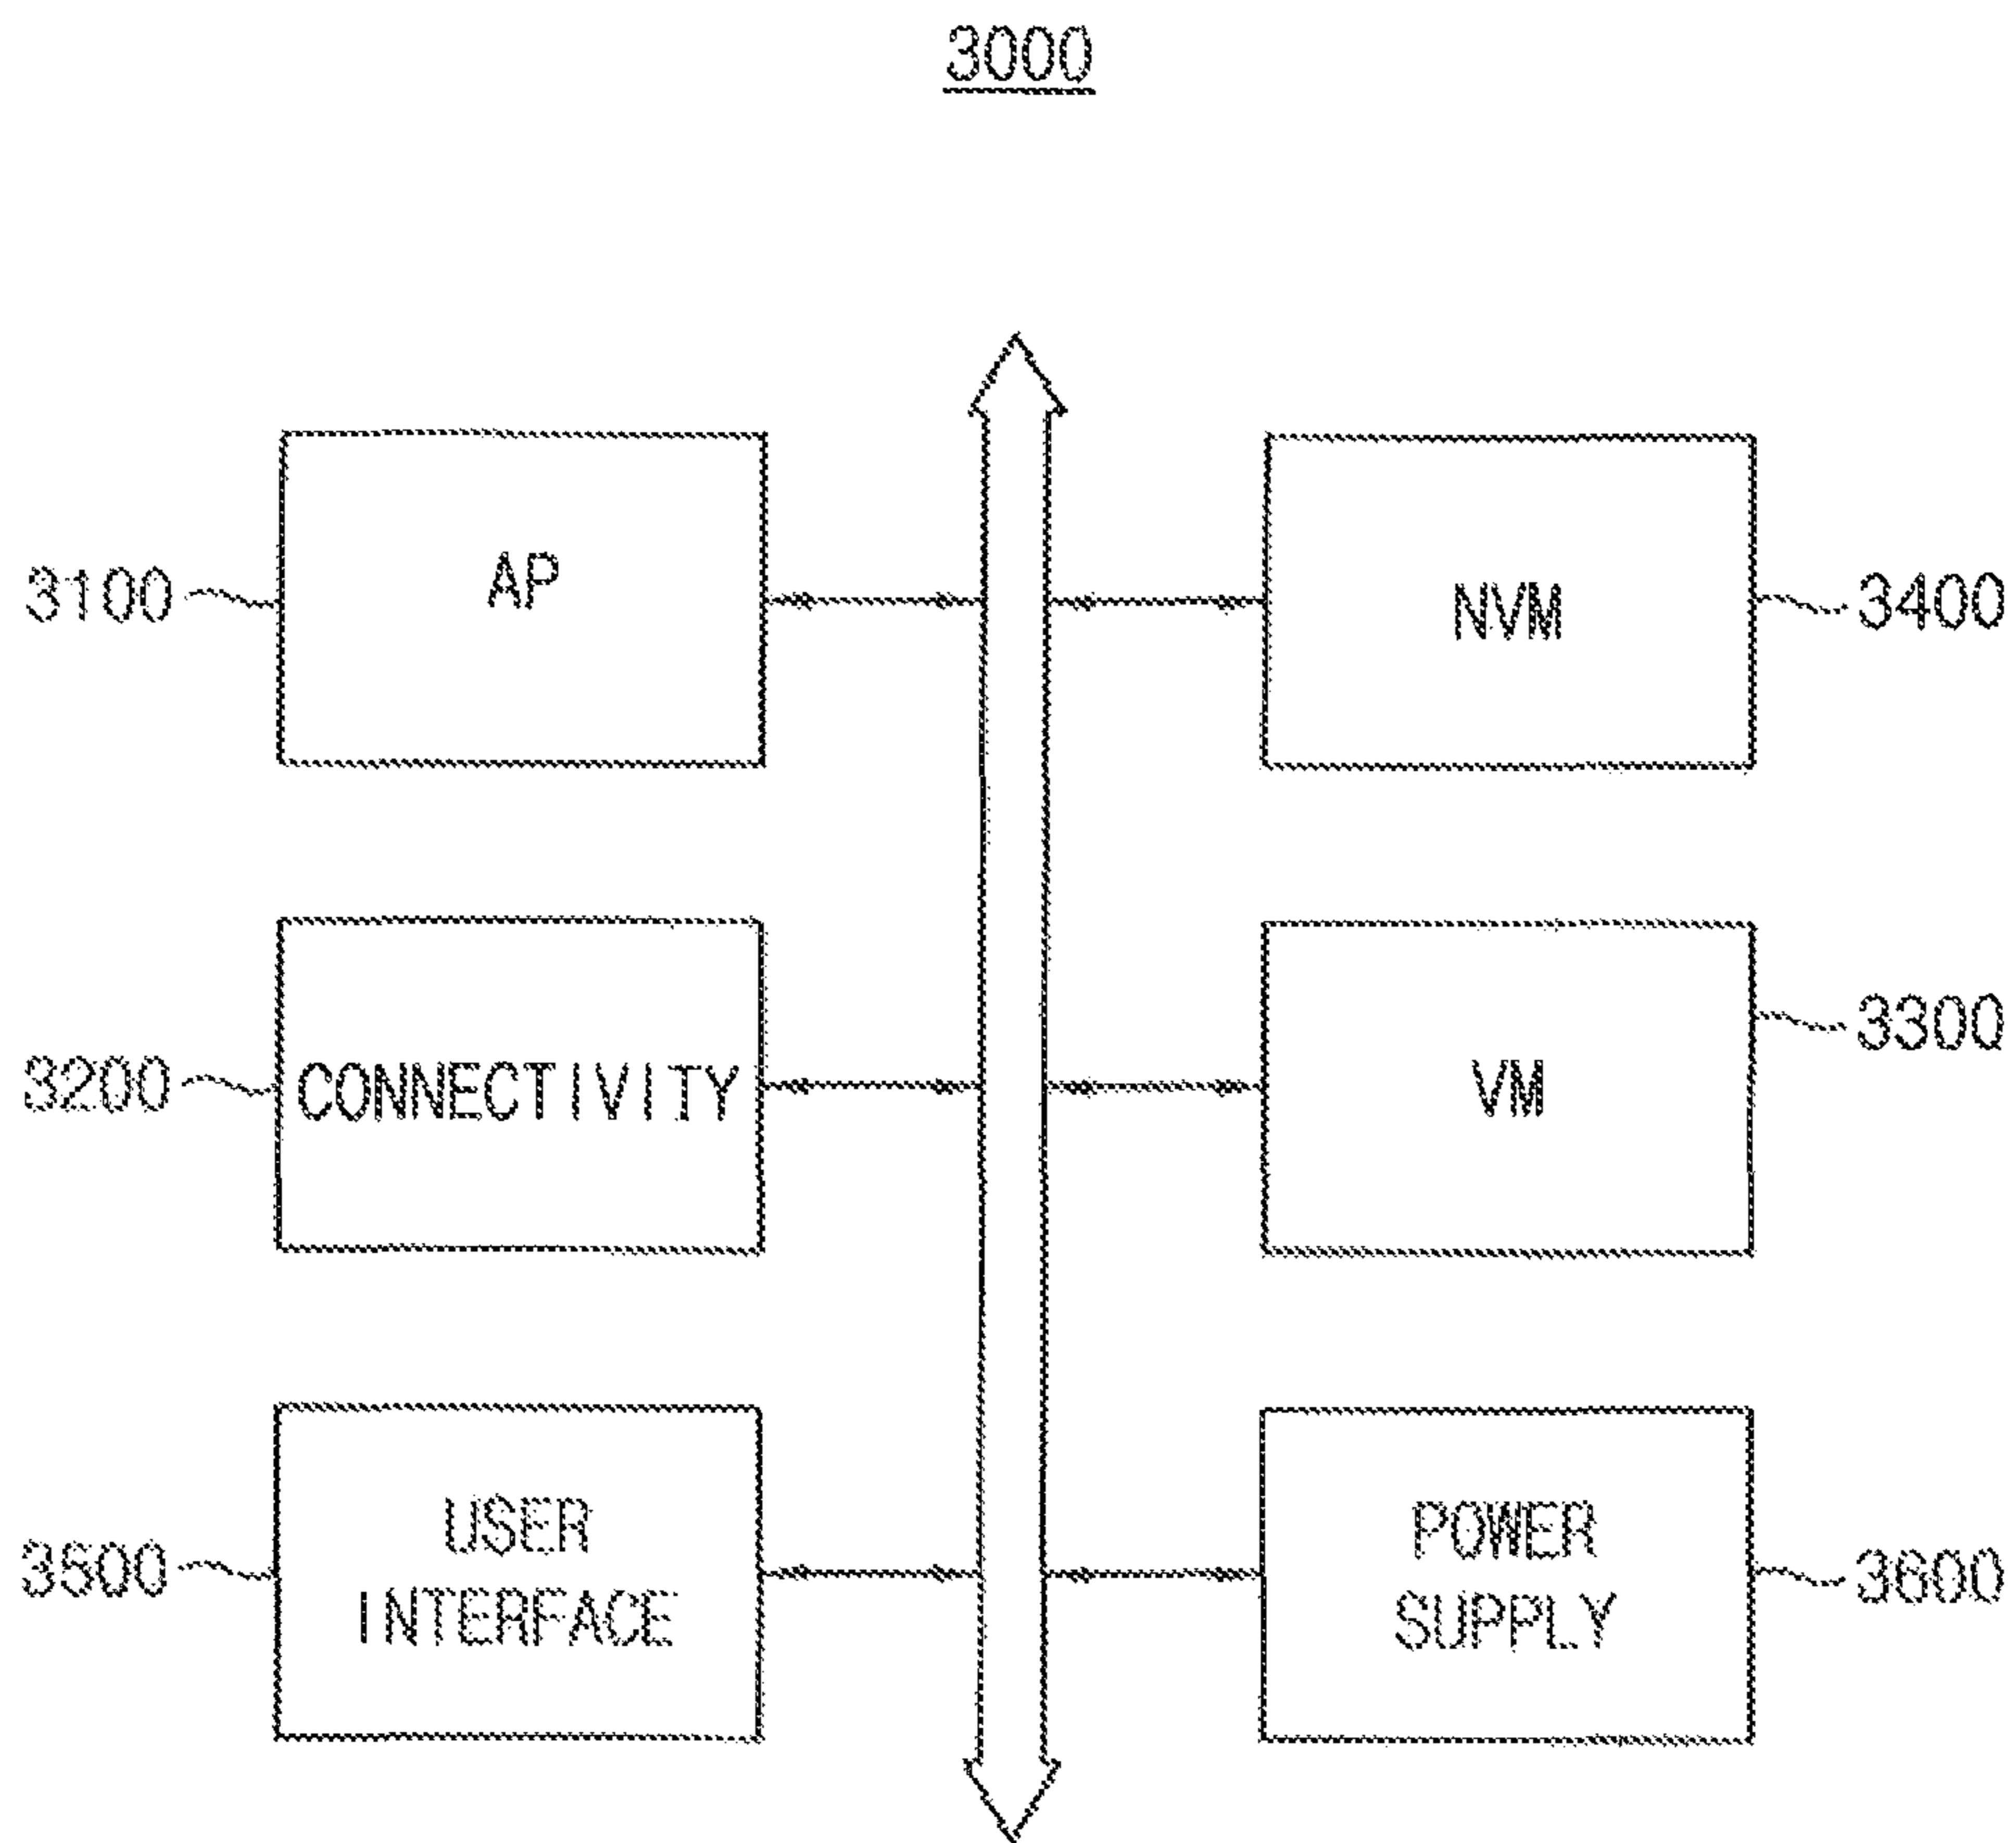 3000
3100
AP
NVM
3400
3200
CONNECTIVITY
VM
3300
3500
USER
INTERFACE
POWER
SUPPLY
3600